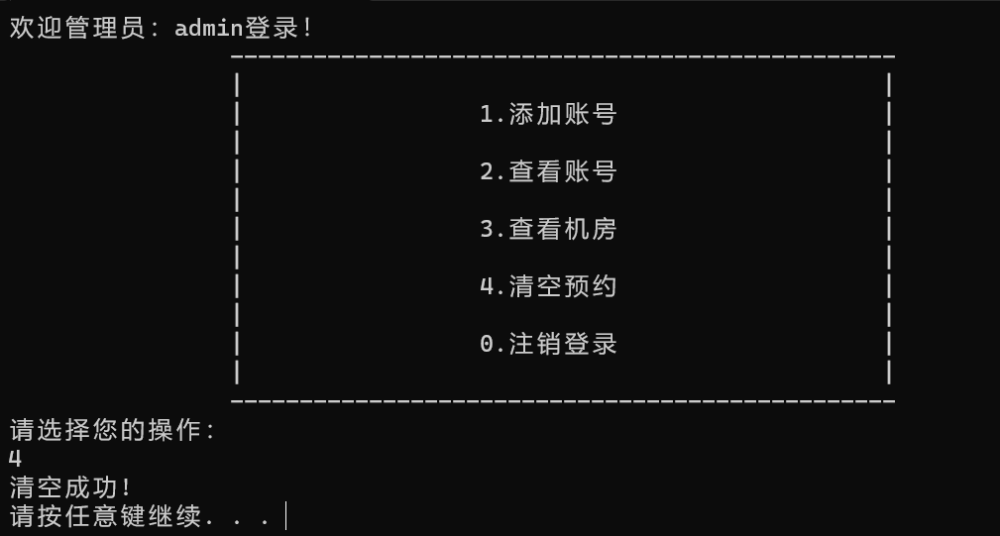 欢迎管理员：admin登录！
1.添加账号
2.查看账号
3.查看机房
4.清空预约
0.注销登录
请选择您的操作：
4
清空成功！
请按任意键继续. . .